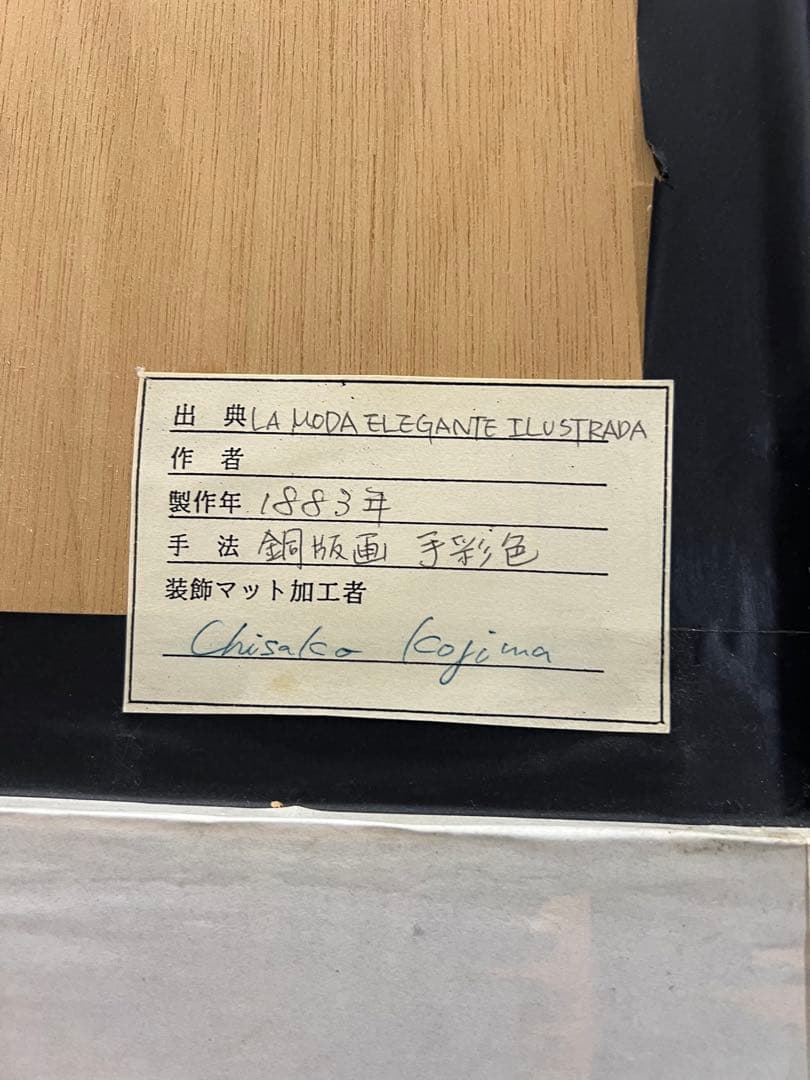 出 典 LA MODA ELEGANTE ILUSTRADA
作 者
製作年 1883年
手 法 銅版画 手彩色
装飾マット加工者
Chisako Kojima